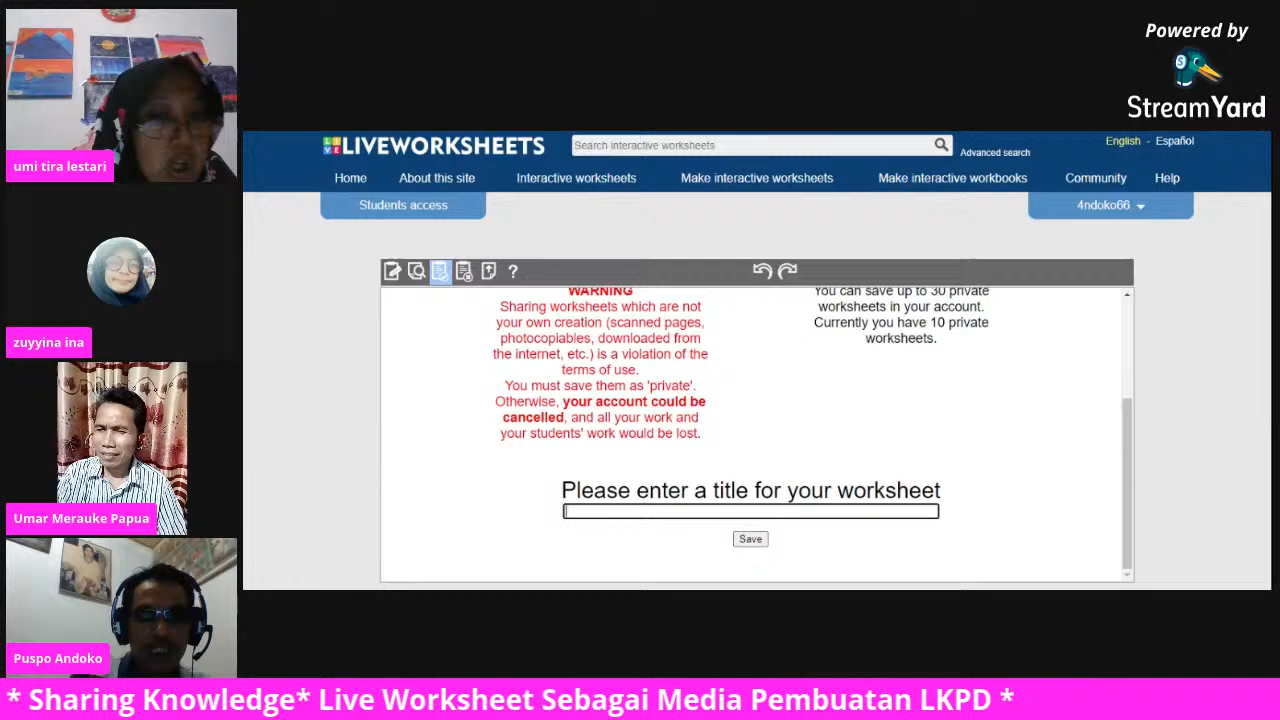 umi tira lestari
zuyyina ina
Umar Merauke Papua
Puspo Andoko
Powered by
S
StreamYard
LIVE LIVEWORKSHEETS
Search interactive worksheets
Advanced search
English - Español
Home About this site Interactive worksheets Make interactive worksheets Make interactive workbooks Community Help
Students access
4ndoko66
?
WARNING
Sharing worksheets which are not
your own creation (scanned pages,
photocopiables, downloaded from
the internet, etc.) is a violation of the
terms of use.
You must save them as 'private'.
Otherwise, your account could be
cancelled, and all your work and
your students' work would be lost.
You can save up to 30 private
worksheets in your account.
Currently you have 10 private
worksheets.
Please enter a title for your worksheet
Save
* Sharing Knowledge* Live Worksheet Sebagai Media Pembuatan LKPD *